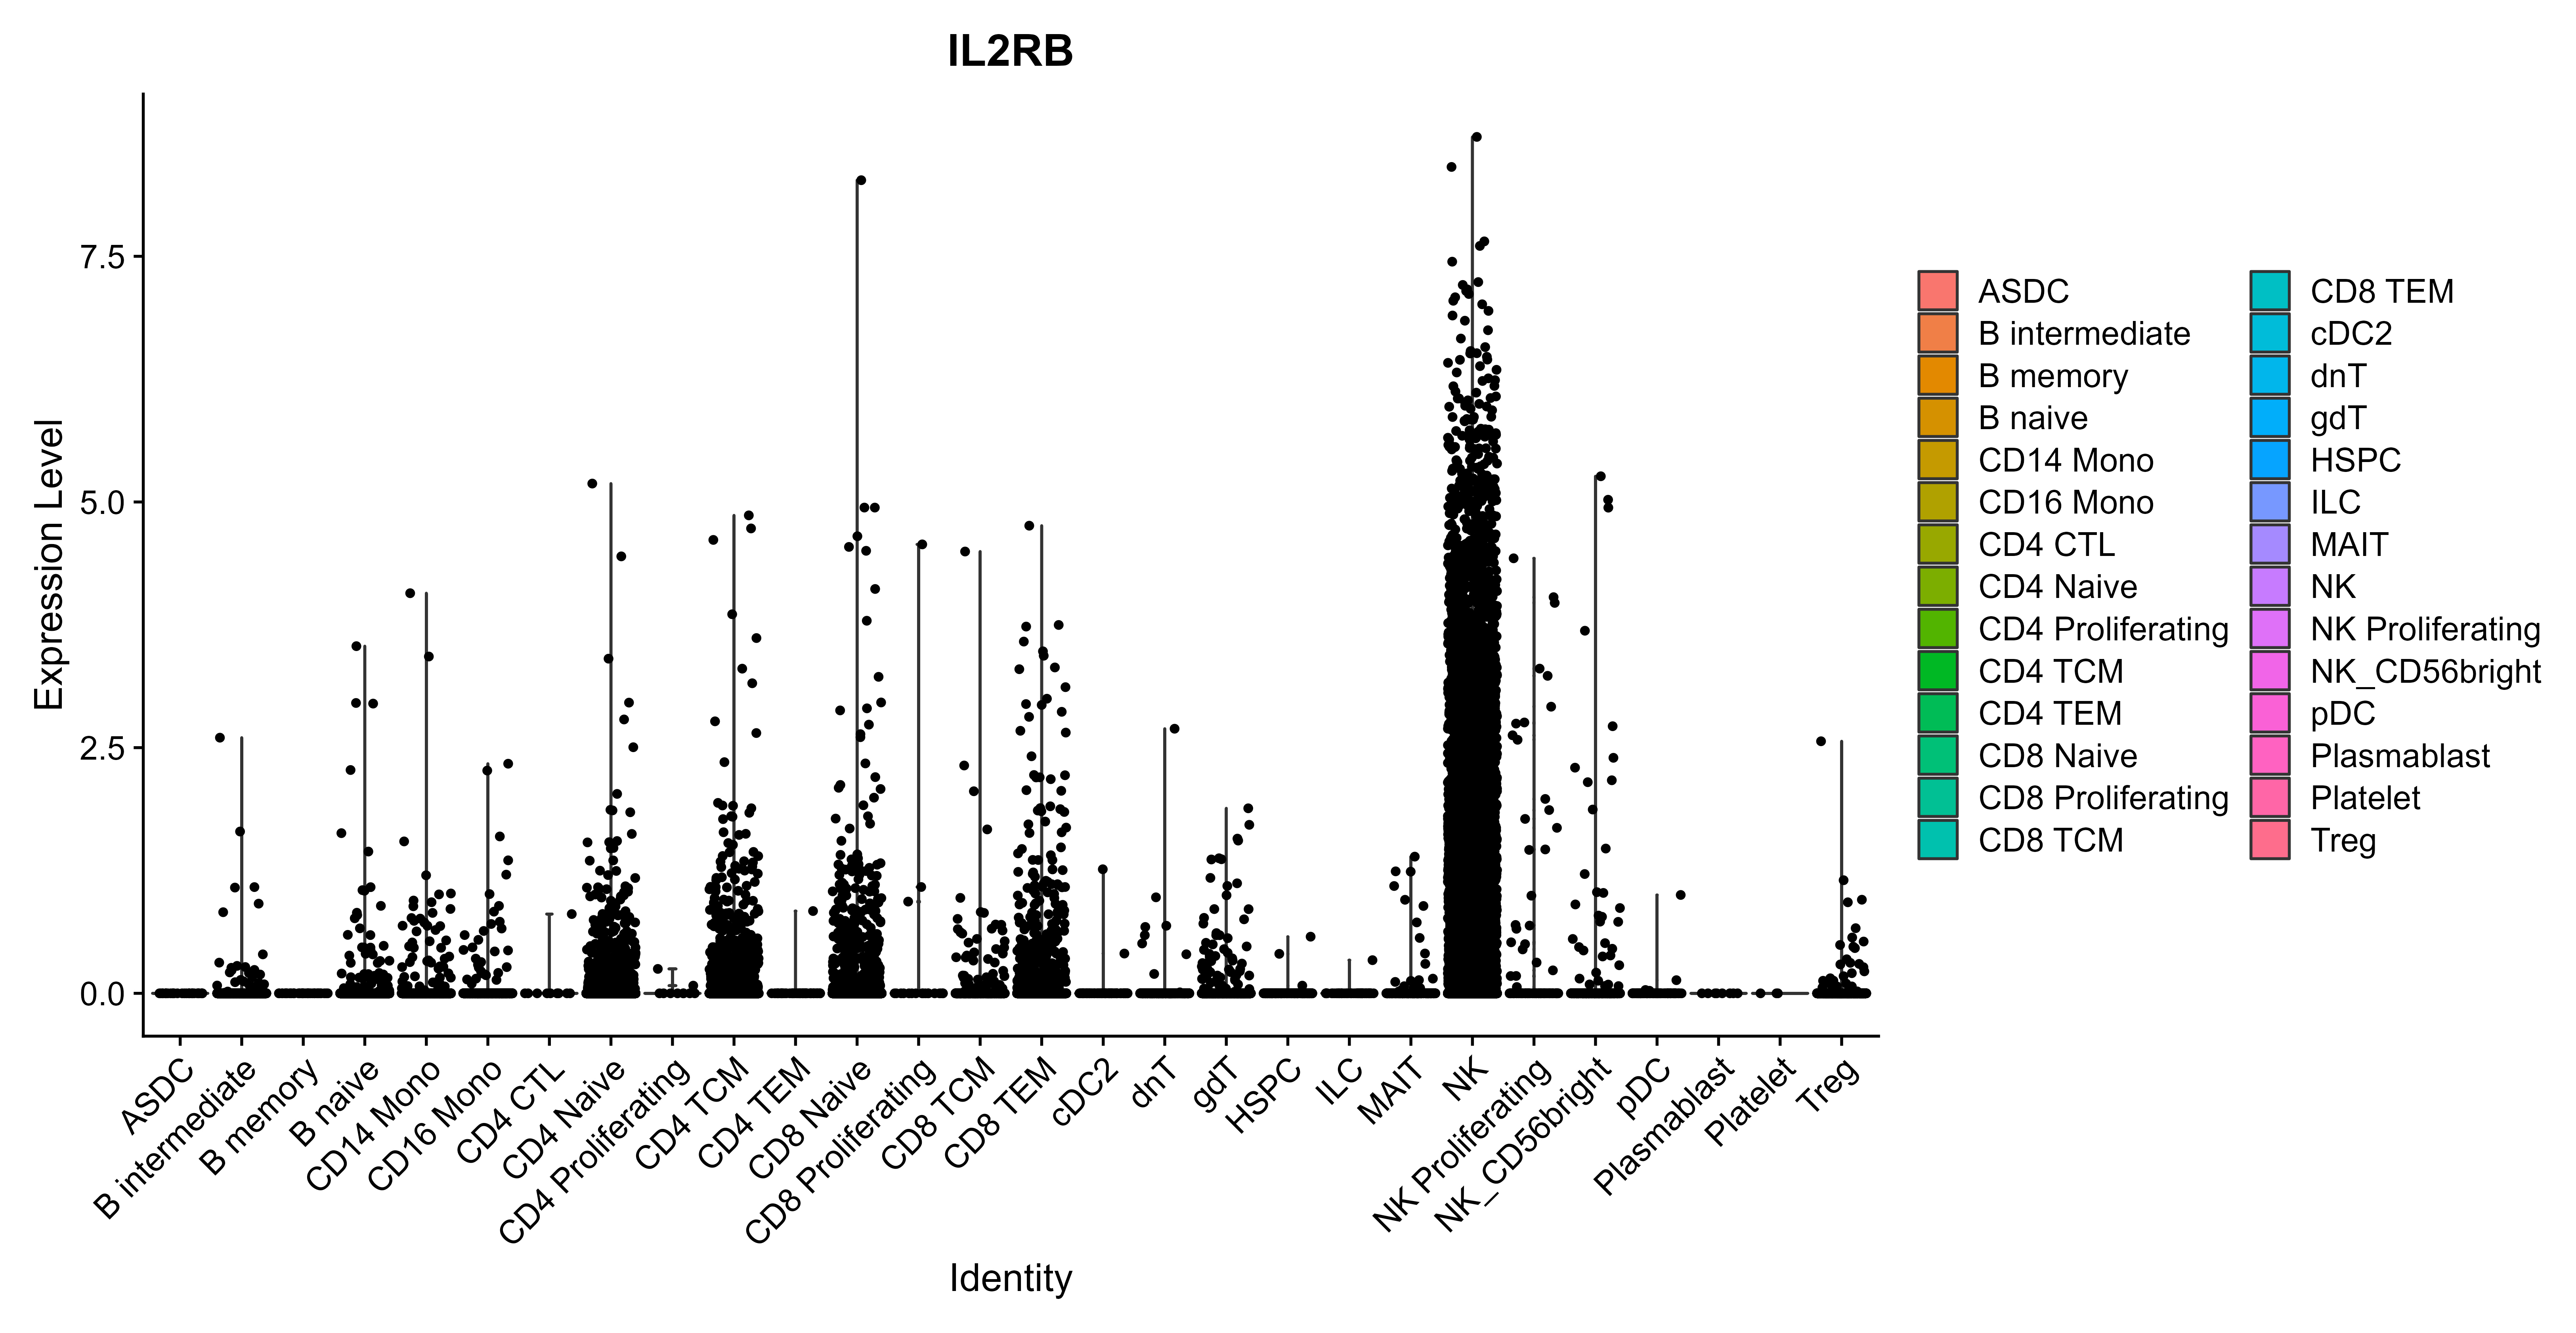 IL2RB
Expression Level
7.5
5.0
2.5
0.0
ASDC
B intermediate
B memory
B naive
CD14 Mono
CD16 Mono
CD4 CTL
CD4 Naive
CD4 Proliferating
CD4 TCM
CD4 TEM
CD8 Naive
CD8 Proliferating
CD8 TCM
CD8 TEM
cDC2
dnT
gdT
HSPC
ILC
MAIT
NK
NK Proliferating
NK_CD56bright
pDC
Plasmablast
Platelet
Treg
Identity
ASDC
B intermediate
B memory
B naive
CD14 Mono
CD16 Mono
CD4 CTL
CD4 Naive
CD4 Proliferating
CD4 TCM
CD4 TEM
CD8 Naive
CD8 Proliferating
CD8 TCM
CD8 TEM
cDC2
dnT
gdT
HSPC
ILC
MAIT
NK
NK Proliferating
NK_CD56bright
pDC
Plasmablast
Platelet
Treg